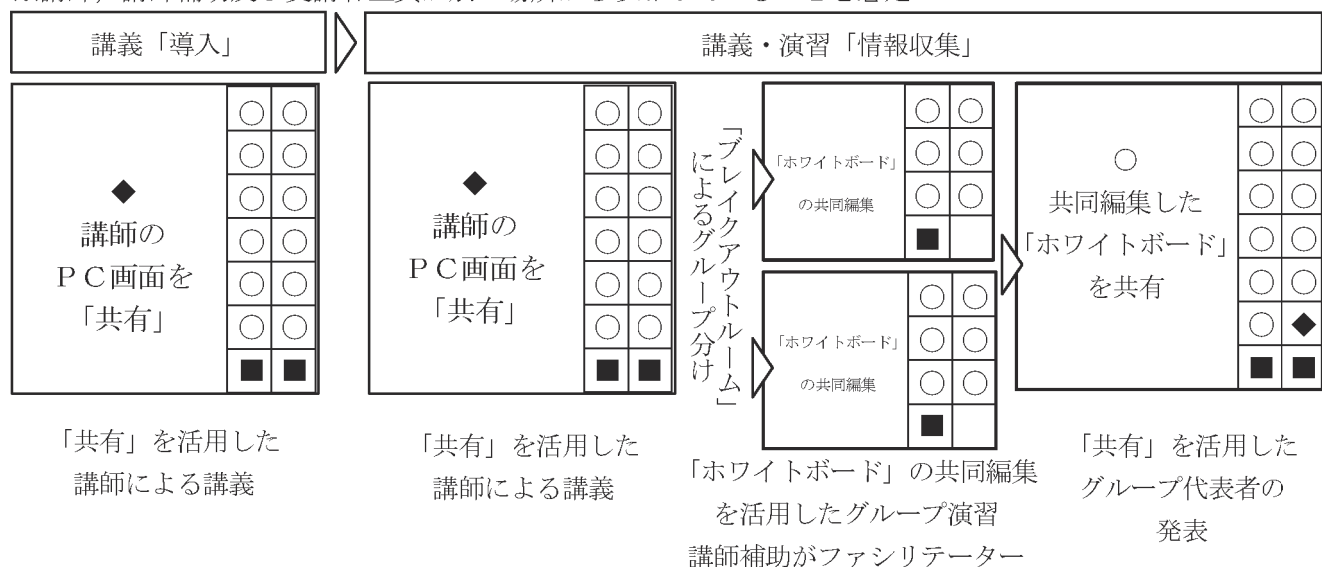 講義「導入」
講義・演習「情報収集」
◆
講師の
ＰＣ画面を
「共有」
「共有」を活用した
講師による講義
◆
講師の
ＰＣ画面を
「共有」
「共有」を活用した
講師による講義
「ブレイクアウトルーム」
によるグループ分け
「ホワイトボード」
の共同編集
「ホワイトボード」
の共同編集
「ホワイトボード」の共同編集
を活用したグループ演習
講師補助がファシリテーター
○
共同編集した
「ホワイトボード」
を共有
「共有」を活用した
グループ代表者の
発表